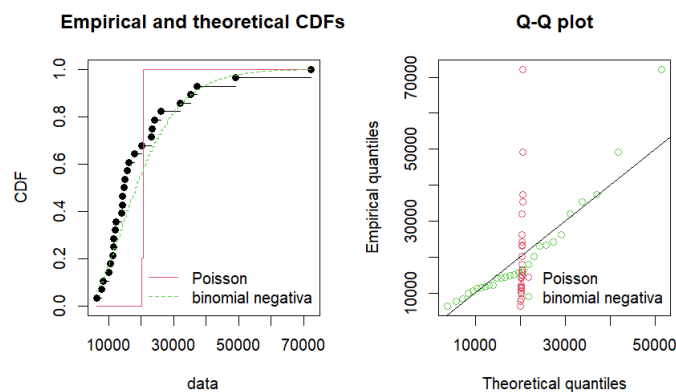 Empirical and theoretical CDFs
CDF
0.0 0.2 0.4 0.6 0.8 1.0
Poisson
binomial negativa
10000 30000 50000 70000
data
Q-Q plot
Empirical quantiles
10000 30000 50000 70000
Poisson
binomial negativa
10000 30000 50000
Theoretical quantiles